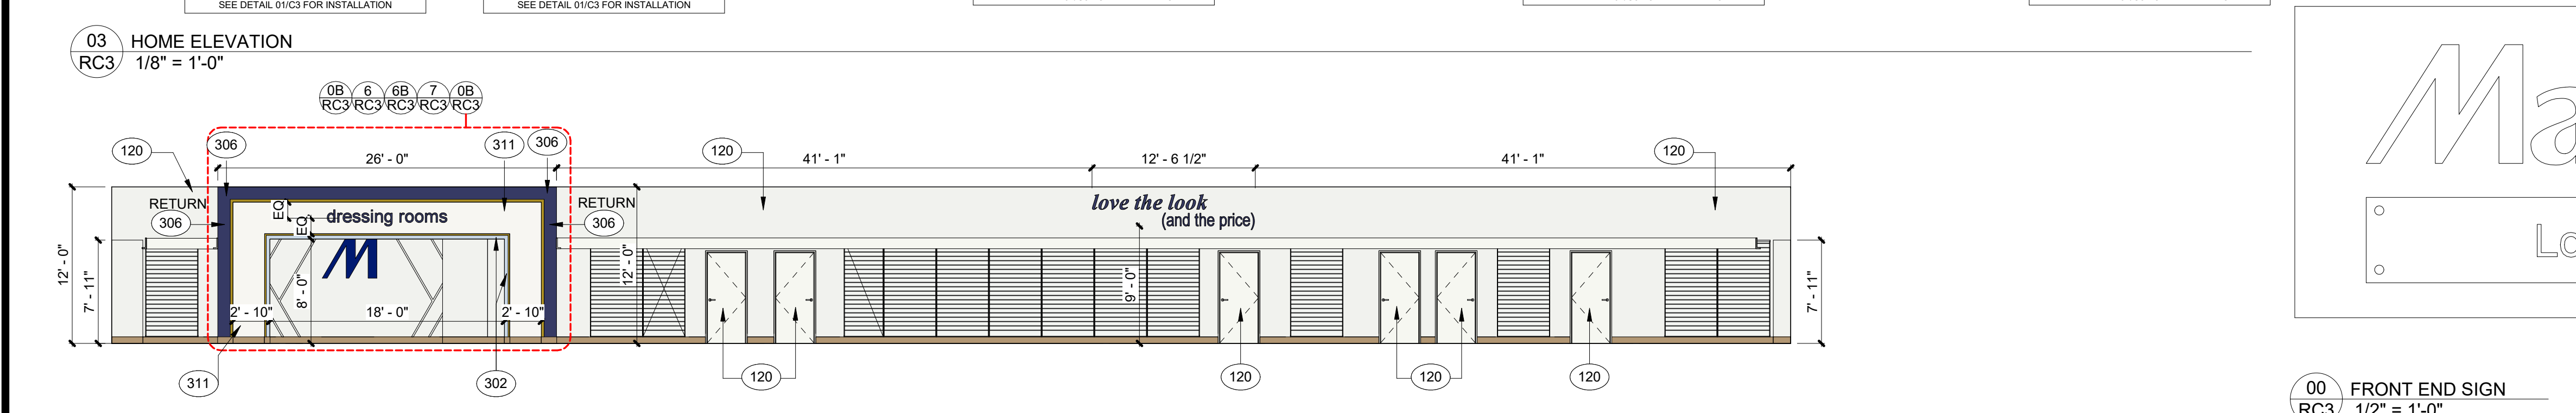 SEE DETAIL 01/C3 FOR INSTALLATION
SEE DETAIL 01/C3 FOR INSTALLATION
03 HOME ELEVATION
RC3 1/8" = 1'-0"
0B 6 6B 7 0B
RC3 RC3 RC3 RC3 RC3
120 306 311 306 120 120
26' - 0" 41' - 1" 12' - 6 1/2" 41' - 1"
RETURN RETURN
306 306
EQ
EQ
dressing rooms
love the look
(and the price)
M
12' - 0"
7' - 11"
8' - 0"
12' - 0"
9' - 0"
7' - 11"
2' - 10" 18' - 0" 2' - 10"
311 302 120 120 120 120
Ma
Lo
00 FRONT END SIGN
RC3 1/2" = 1'-0"